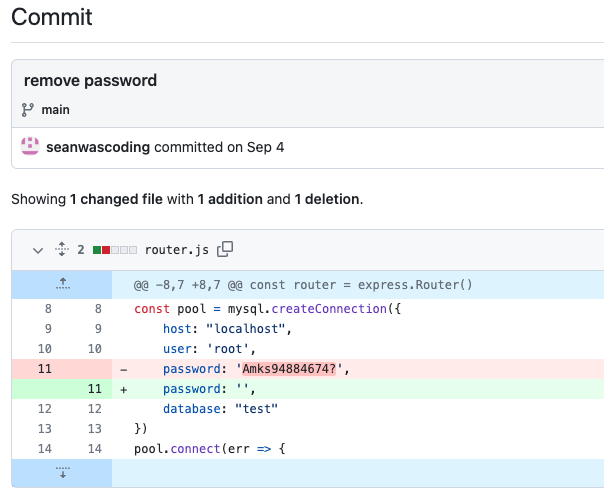 Commit
remove password
main
seanwascoding committed on Sep 4
Showing 1 changed file with 1 addition and 1 deletion.
2 router.js
@@ -8,7 +8,7 @@ const router = express.Router()
8 8 const pool = mysql.createConnection({
9 9 host: "localhost",
10 10 user: 'root',
11 - password: 'Amks94884674?',
11 + password: '',
12 12 database: "test"
13 13 })
14 14 pool.connect(err => {